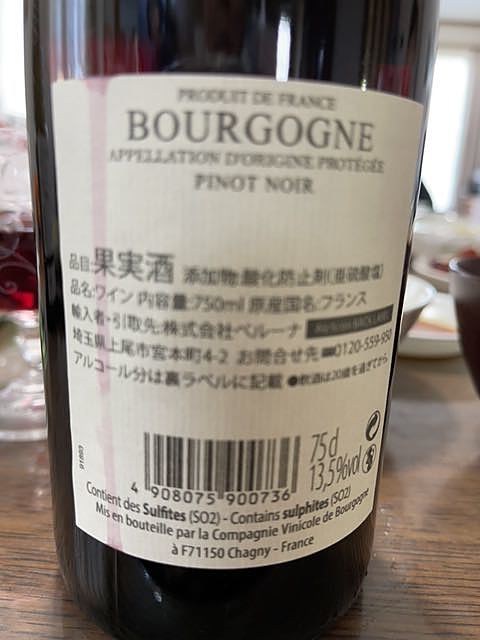 PRODUIT DE FRANCE
BOURGOGNE
APPELLATION D'ORIGINE PROTÉGÉE
PINOT NOIR
品目:果実酒 添加物:酸化防止剤(亜硫酸塩)
品名:ワイン 内容量:750ml 原産国名:フランス
輸入者・引取先:株式会社ベルーナ
埼玉県上尾市宮本町4-2 お問合せ先 0120-559-950
アルコール分は裏ラベルに記載 ●飲酒は20歳を過ぎてから。
75cl
13,5%vol
4 908075 900736
Contient des Sulfites (SO2) - Contains sulphites (SO2)
Mis en bouteille par la Compagnie Vinicole de Bourgogne
à F71150 Chagny - France